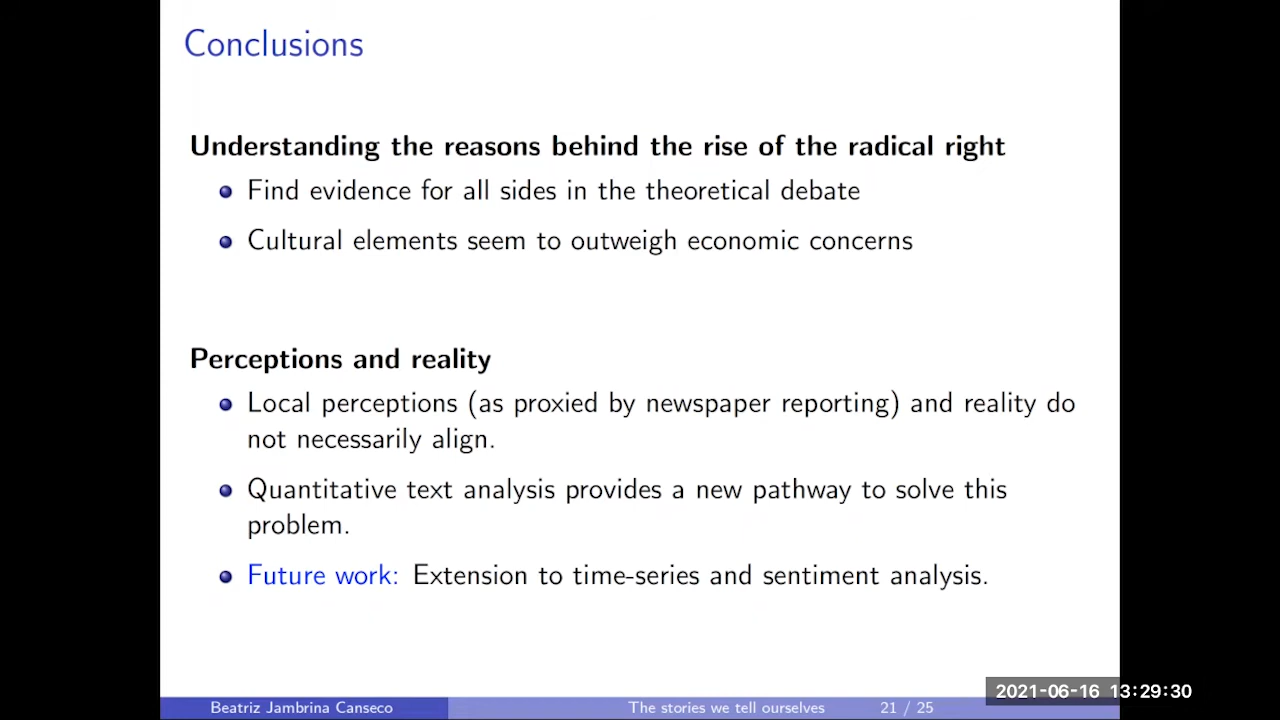 Conclusions
Understanding the reasons behind the rise of the radical right
Find evidence for all sides in the theoretical debate
Cultural elements seem to outweigh economic concerns
Perceptions and reality
Local perceptions (as proxied by newspaper reporting) and reality do
not necessarily align.
Quantitative text analysis provides a new pathway to solve this
problem.
Future work: Extension to time-series and sentiment analysis.
2021-06-16 13:29:30
Beatriz Jambrina Canseco The stories we tell ourselves 21 / 25